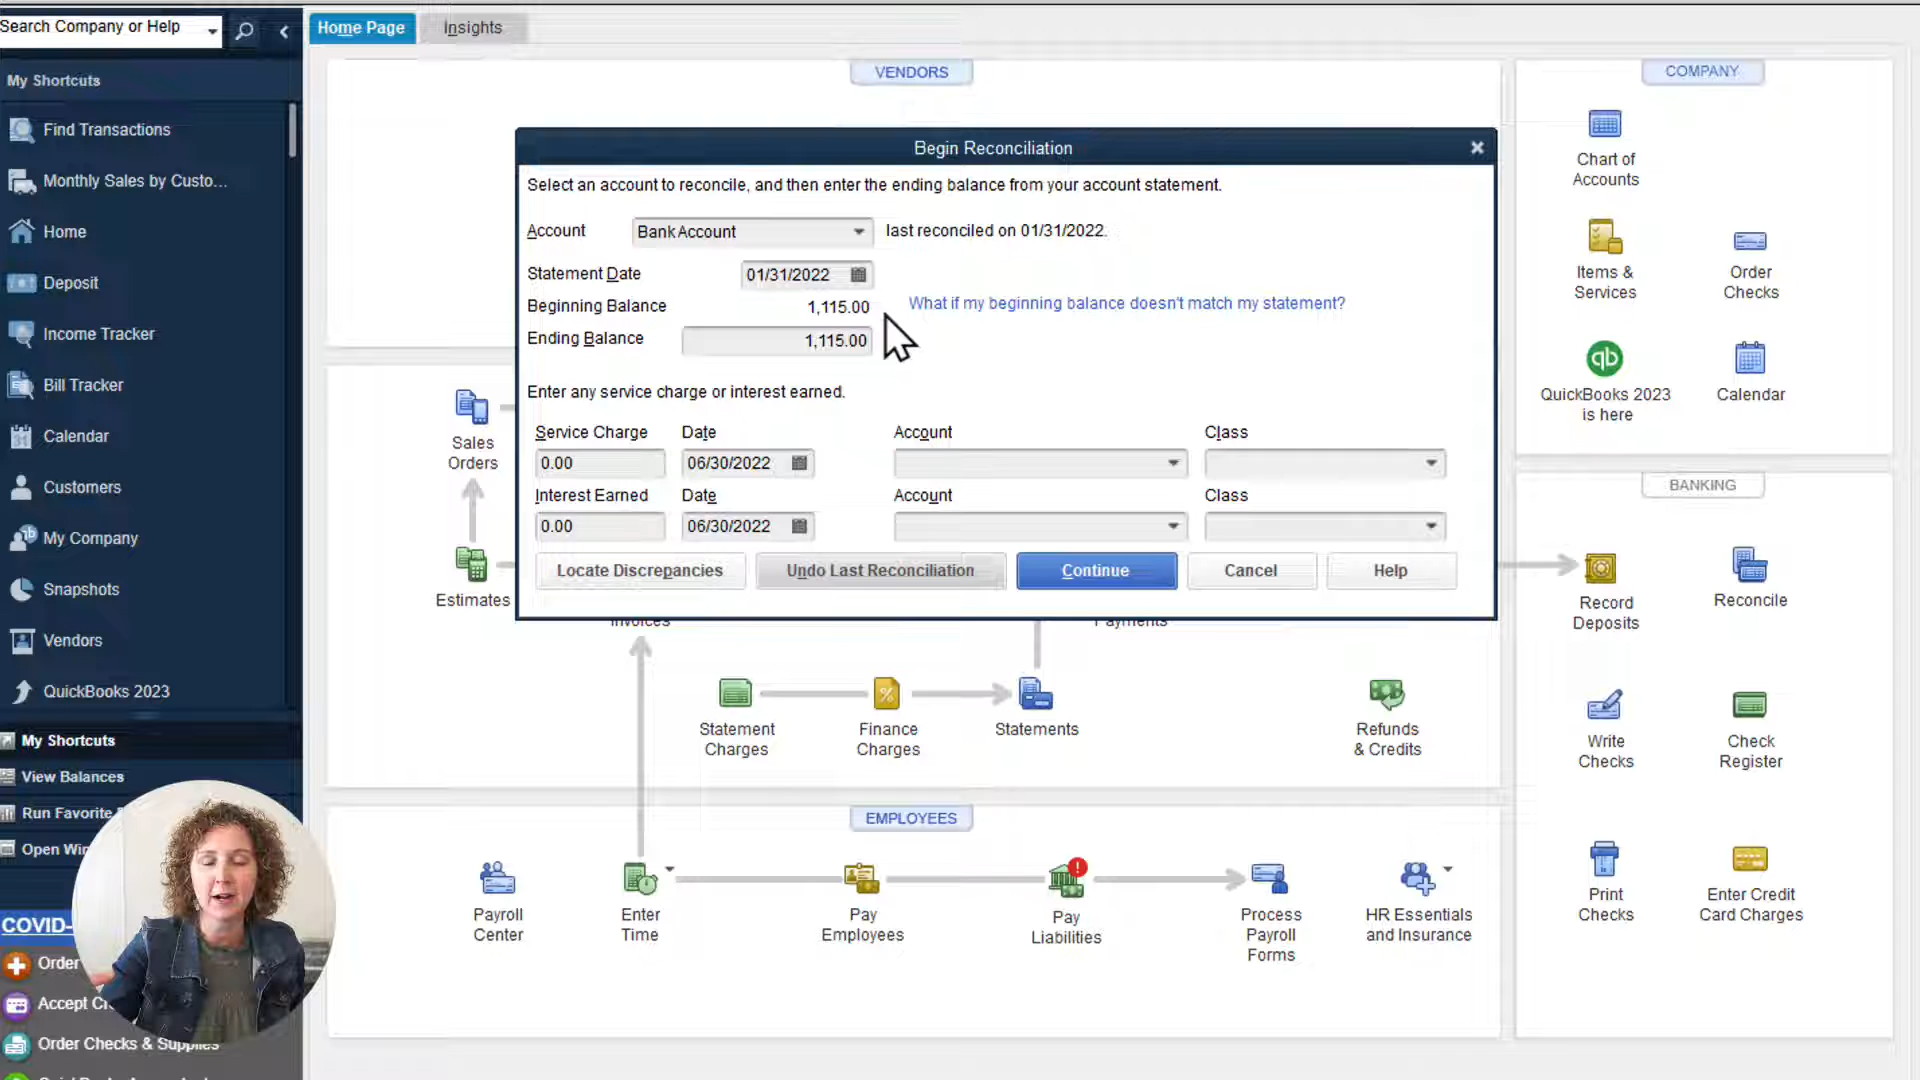 Search Company or Help
Home Page
Insights
My Shortcuts
Find Transactions
Monthly Sales by Custo...
Home
Deposit
Income Tracker
Bill Tracker
Calendar
Customers
My Company
Snapshots
Vendors
QuickBooks 2023
My Shortcuts
View Balances
Run Favorite
Open
COVID-
Order
Accept
Order Checks & Supplies
VENDORS
Begin Reconciliation
Select an account to reconcile, and then enter the ending balance from your account statement.
Account
Bank Account
last reconciled on 01/31/2022.
Statement Date
01/31/2022
Beginning Balance
1,115.00
What if my beginning balance doesn't match my statement?
Ending Balance
1,115.00
Enter any service charge or interest earned.
Service Charge
Date
Account
Class
0.00
06/30/2022
Interest Earned
Date
Account
Class
0.00
06/30/2022
Locate Discrepancies
Undo Last Reconciliation
Continue
Cancel
Help
Sales
Orders
Estimates
Invoices
Payments
Statement
Charges
Finance
Charges
Statements
Refunds
& Credits
EMPLOYEES
Payroll
Center
Enter
Time
Pay
Employees
Pay
Liabilities
Process
Payroll
Forms
HR Essentials
and Insurance
COMPANY
Chart of
Accounts
Items &
Services
Order
Checks
31
qb
QuickBooks 2023
is here
Calendar
BANKING
Record
Deposits
Reconcile
Write
Checks
Check
Register
Print
Checks
Enter Credit
Card Charges